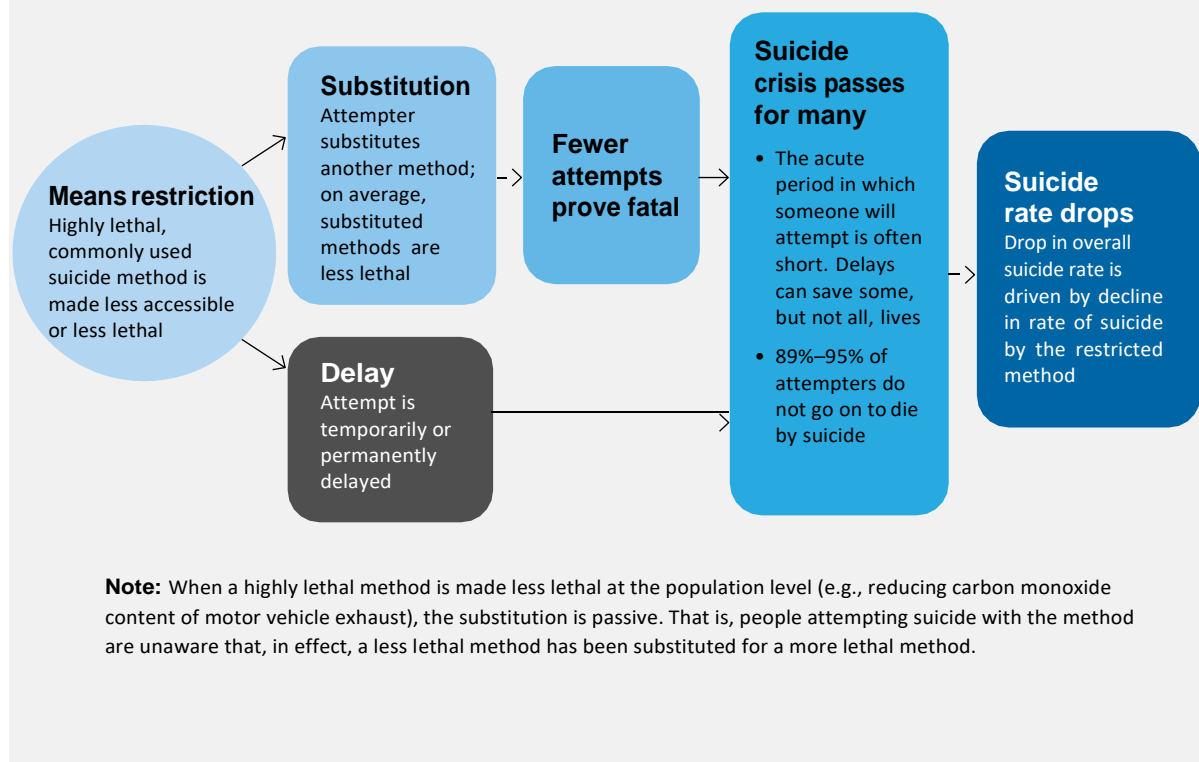 Means restriction
Highly lethal,
commonly used
suicide method is
made less accessible
or less lethal
Substitution
Attempter
substitutes
another method;
on average,
substituted
methods are
less lethal
Delay
Attempt is
temporarily or
permanently
delayed
Fewer
attempts
prove fatal
Suicide
crisis passes
for many
• The acute
period in which
someone will
attempt is often
short. Delays
can save some,
but not all, lives
• 89%–95% of
attempters do
not go on to die
by suicide
Suicide
rate drops
Drop in overall
suicide rate is
driven by decline
in rate of suicide
by the restricted
method
Note: When a highly lethal method is made less lethal at the population level (e.g., reducing carbon monoxide
content of motor vehicle exhaust), the substitution is passive. That is, people attempting suicide with the method
are unaware that, in effect, a less lethal method has been substituted for a more lethal method.